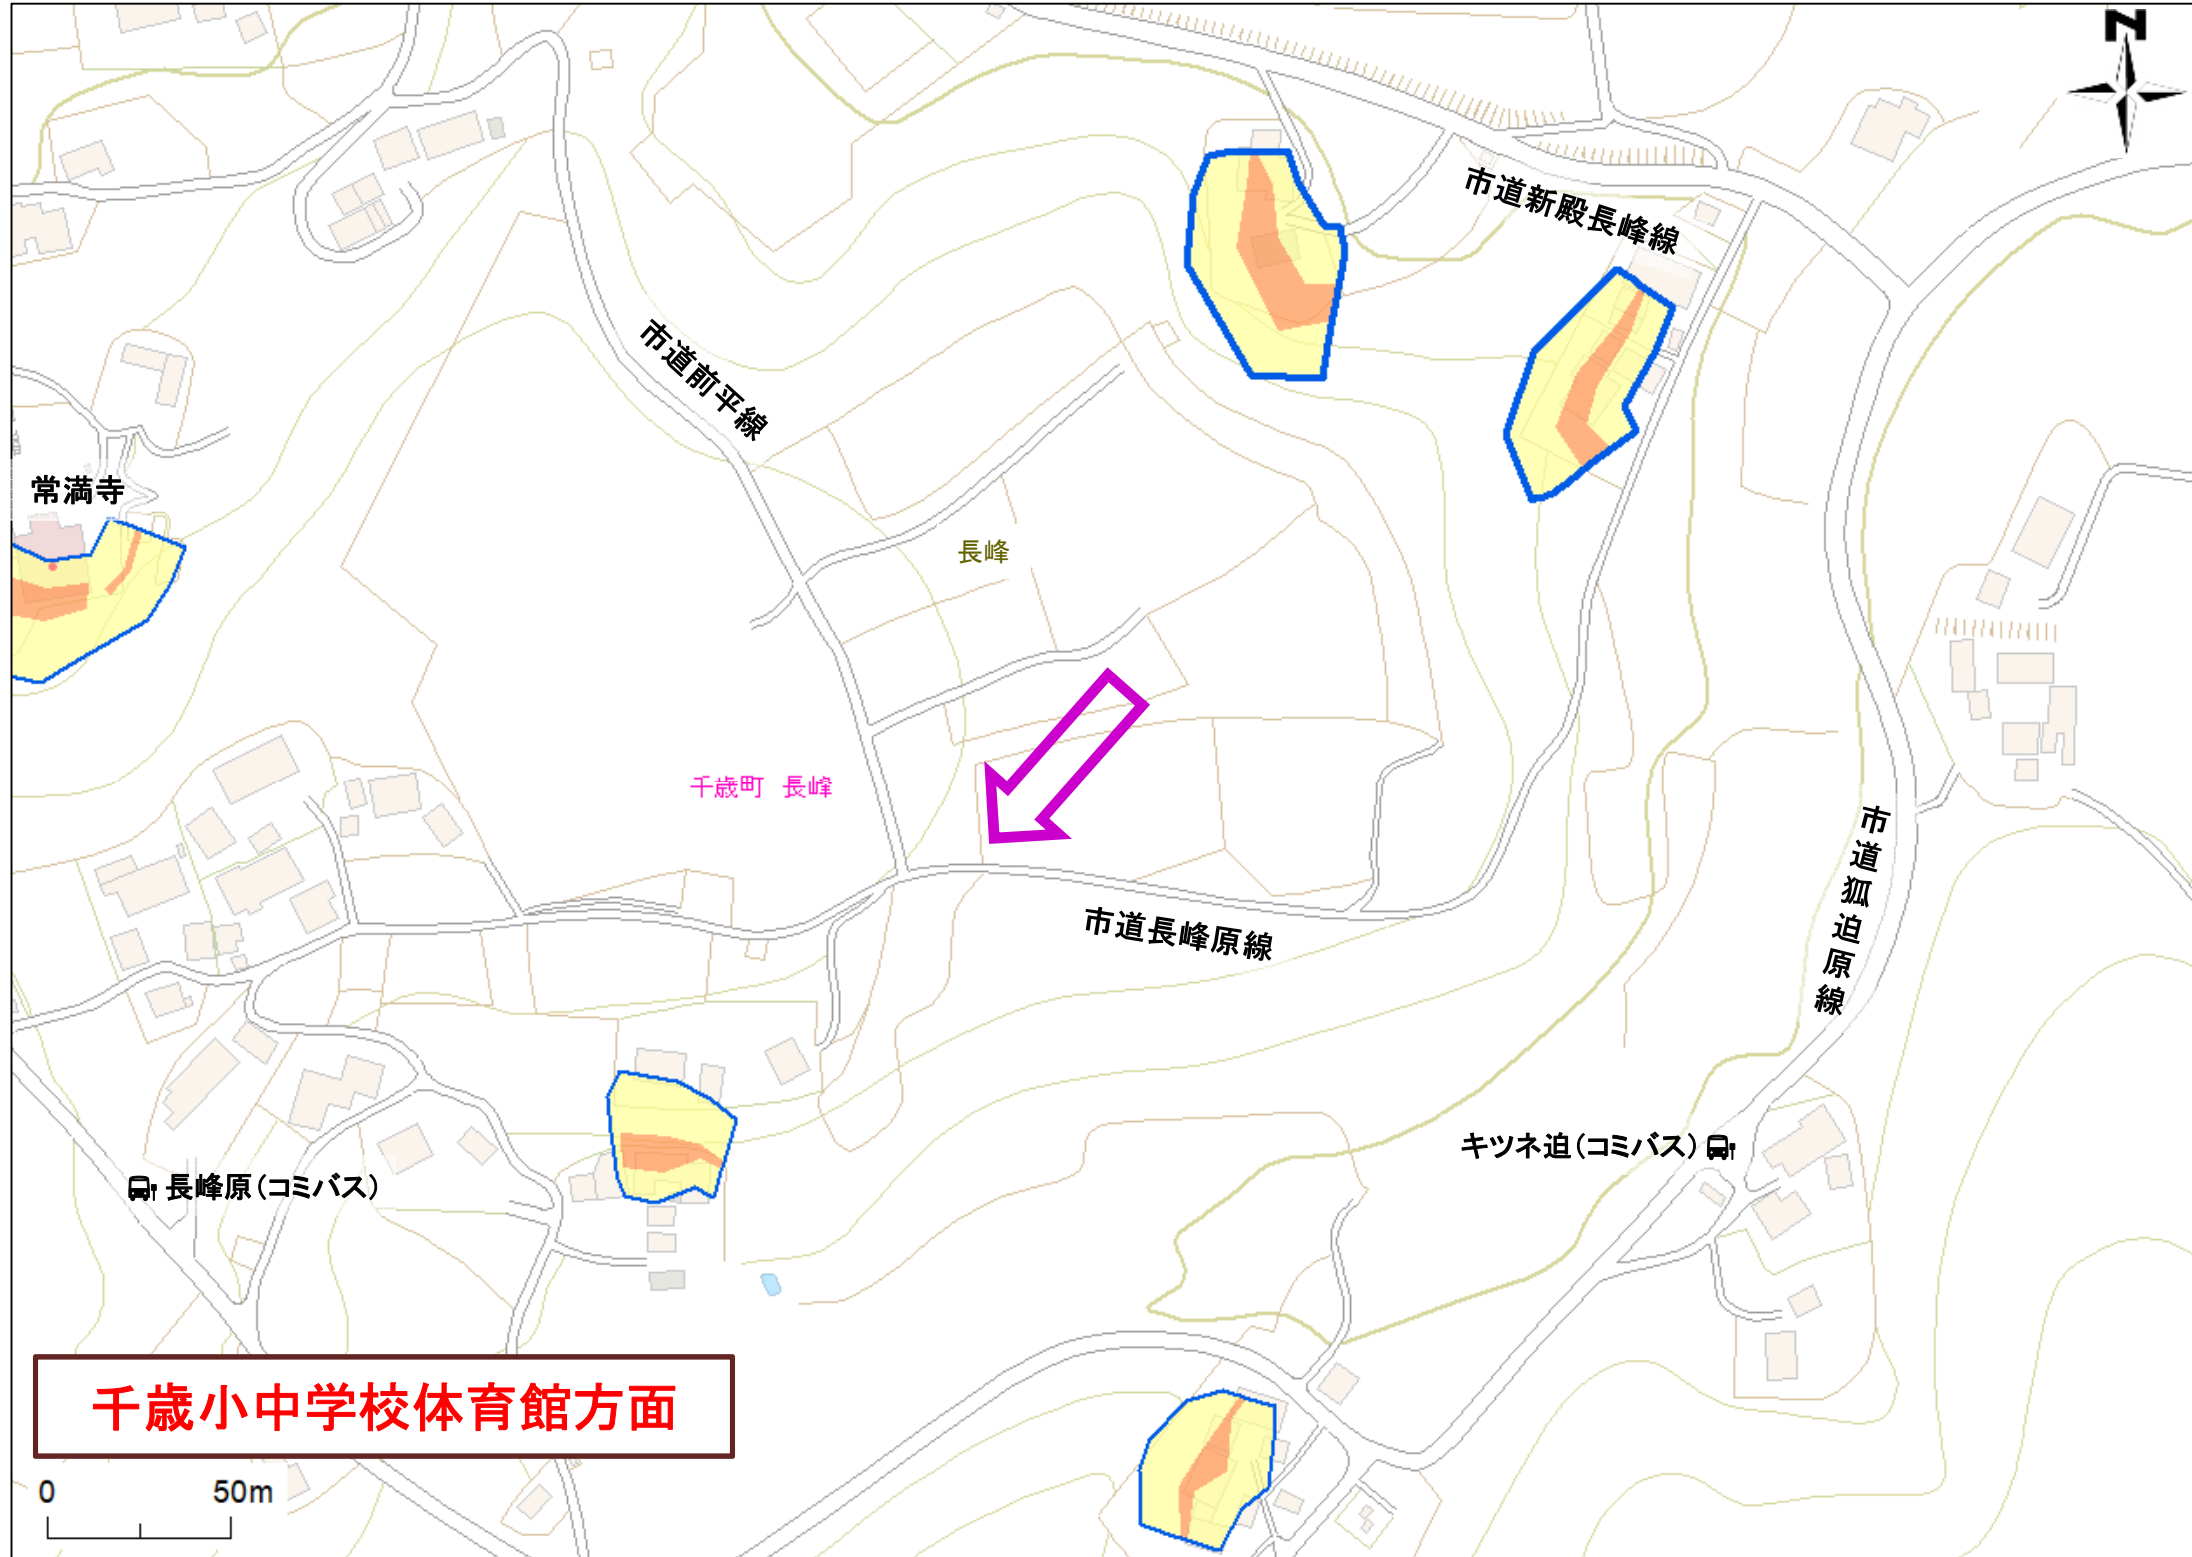 N
市道新殿長峰線
市道前平線
常満寺
長峰
千歳町 長峰
市道狐迫原線
市道長峰原線
キツネ迫(コミバス)
長峰原(コミバス)
千歳小中学校体育館方面
0 50m